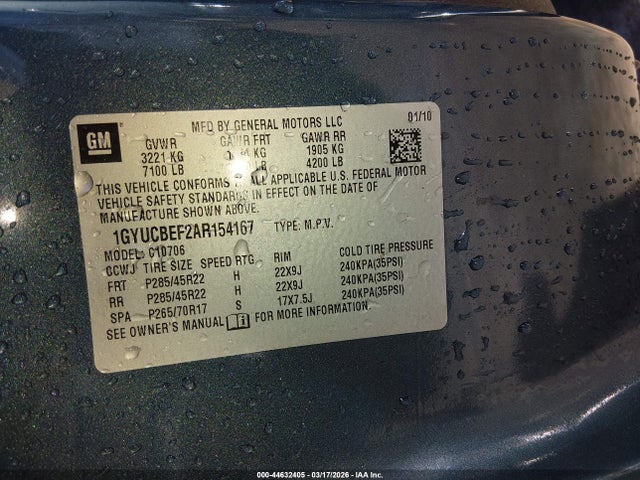 GM
MFD BY GENERAL MOTORS LLC
01/10
GVWR GAWR FRT GAWR RR
3221 KG KG 1905 KG
7100 LB LB 4200 LB
THIS VEHICLE CONFORMS ALL APPLICABLE U.S. FEDERAL MOTOR
VEHICLE SAFETY STANDARDS IN EFFECT ON THE DATE OF
MANUFACTURE SHOWN ABOVE.
1GYUCBEF2AR154167 TYPE: M.P.V.
MODEL: C10706
CCWJ TIRE SIZE SPEED RTG RIM COLD TIRE PRESSURE
FRT P285/45R22 H 22X9J 240KPA(35PSI)
RR P285/45R22 H 22X9J 240KPA(35PSI)
SPA P265/70R17 S 17X7.5J 240KPA(35PSI)
SEE OWNER'S MANUAL FOR MORE INFORMATION.
000-44632405 - 03/17/2026 - IAA Inc.